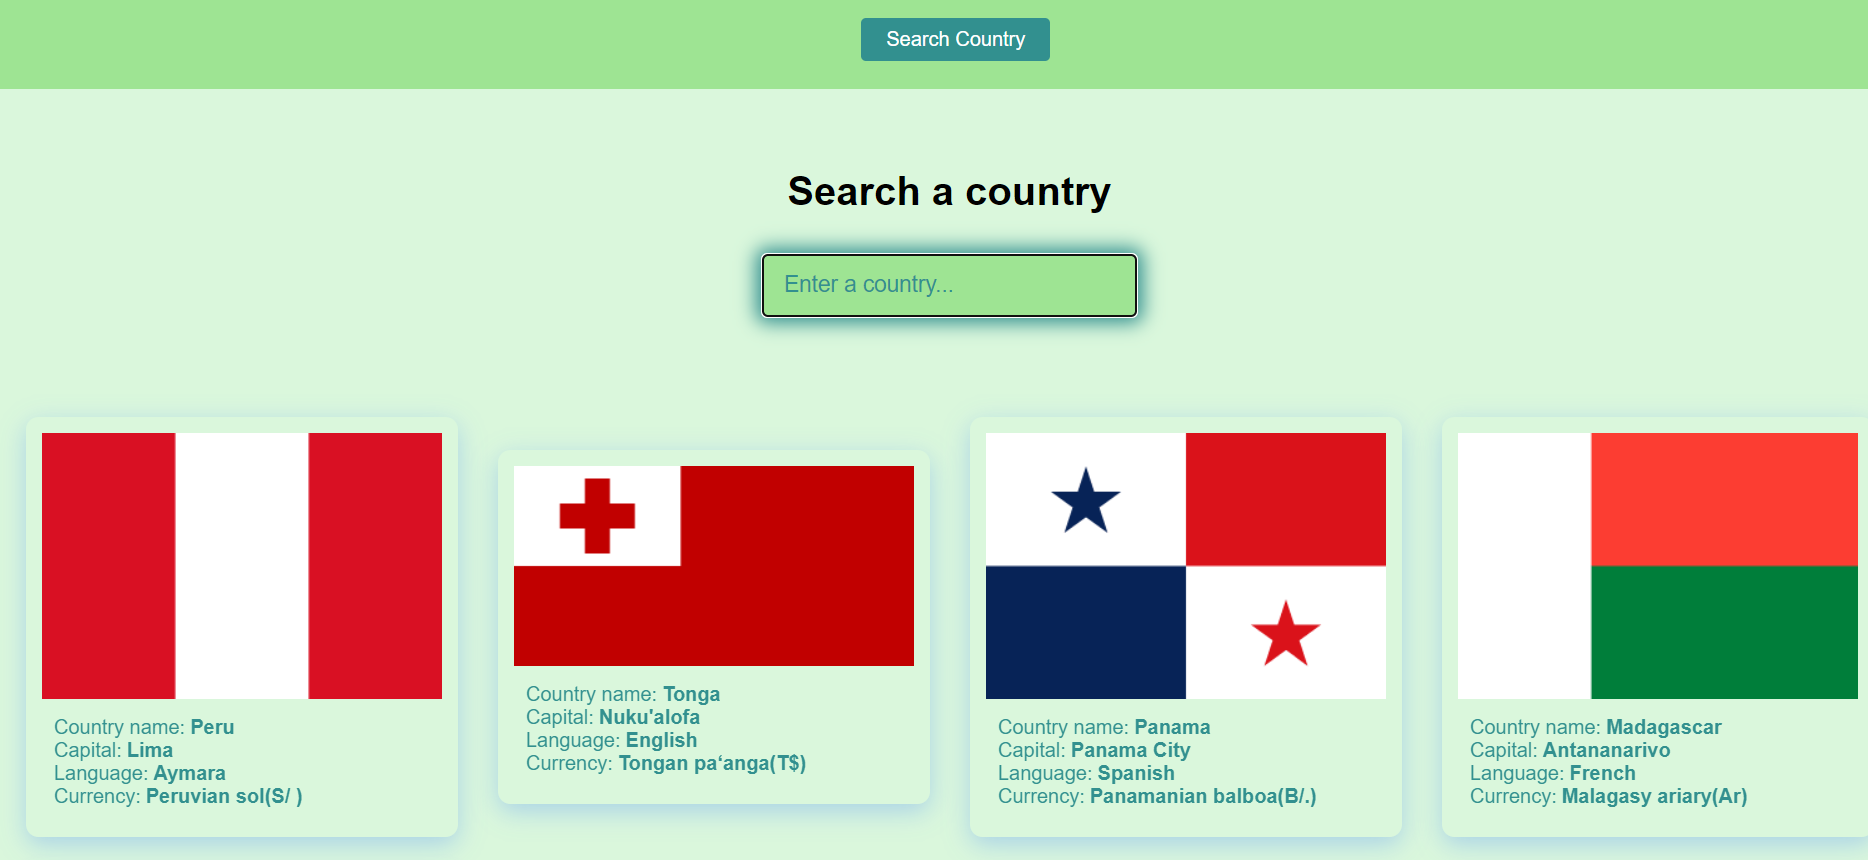 Search Country
Search a country
Enter a country...
Country name: Peru
Capital: Lima
Language: Aymara
Currency: Peruvian sol(S/ )
Country name: Tonga
Capital: Nuku'alofa
Language: English
Currency: Tongan paʻanga(T$)
Country name: Panama
Capital: Panama City
Language: Spanish
Currency: Panamanian balboa(B/.)
Country name: Madagascar
Capital: Antananarivo
Language: French
Currency: Malagasy ariary(Ar)